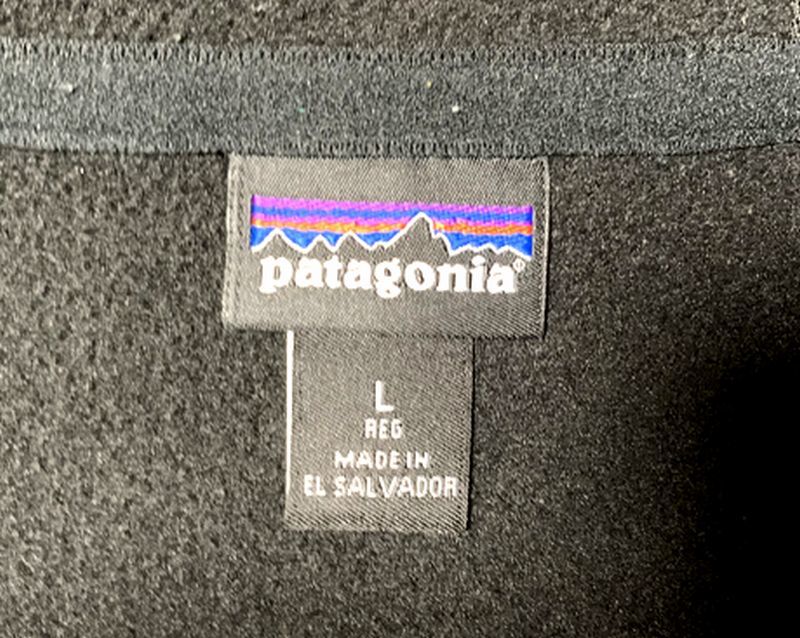 patagonia®
L
REG
MADE IN
EL SALVADOR